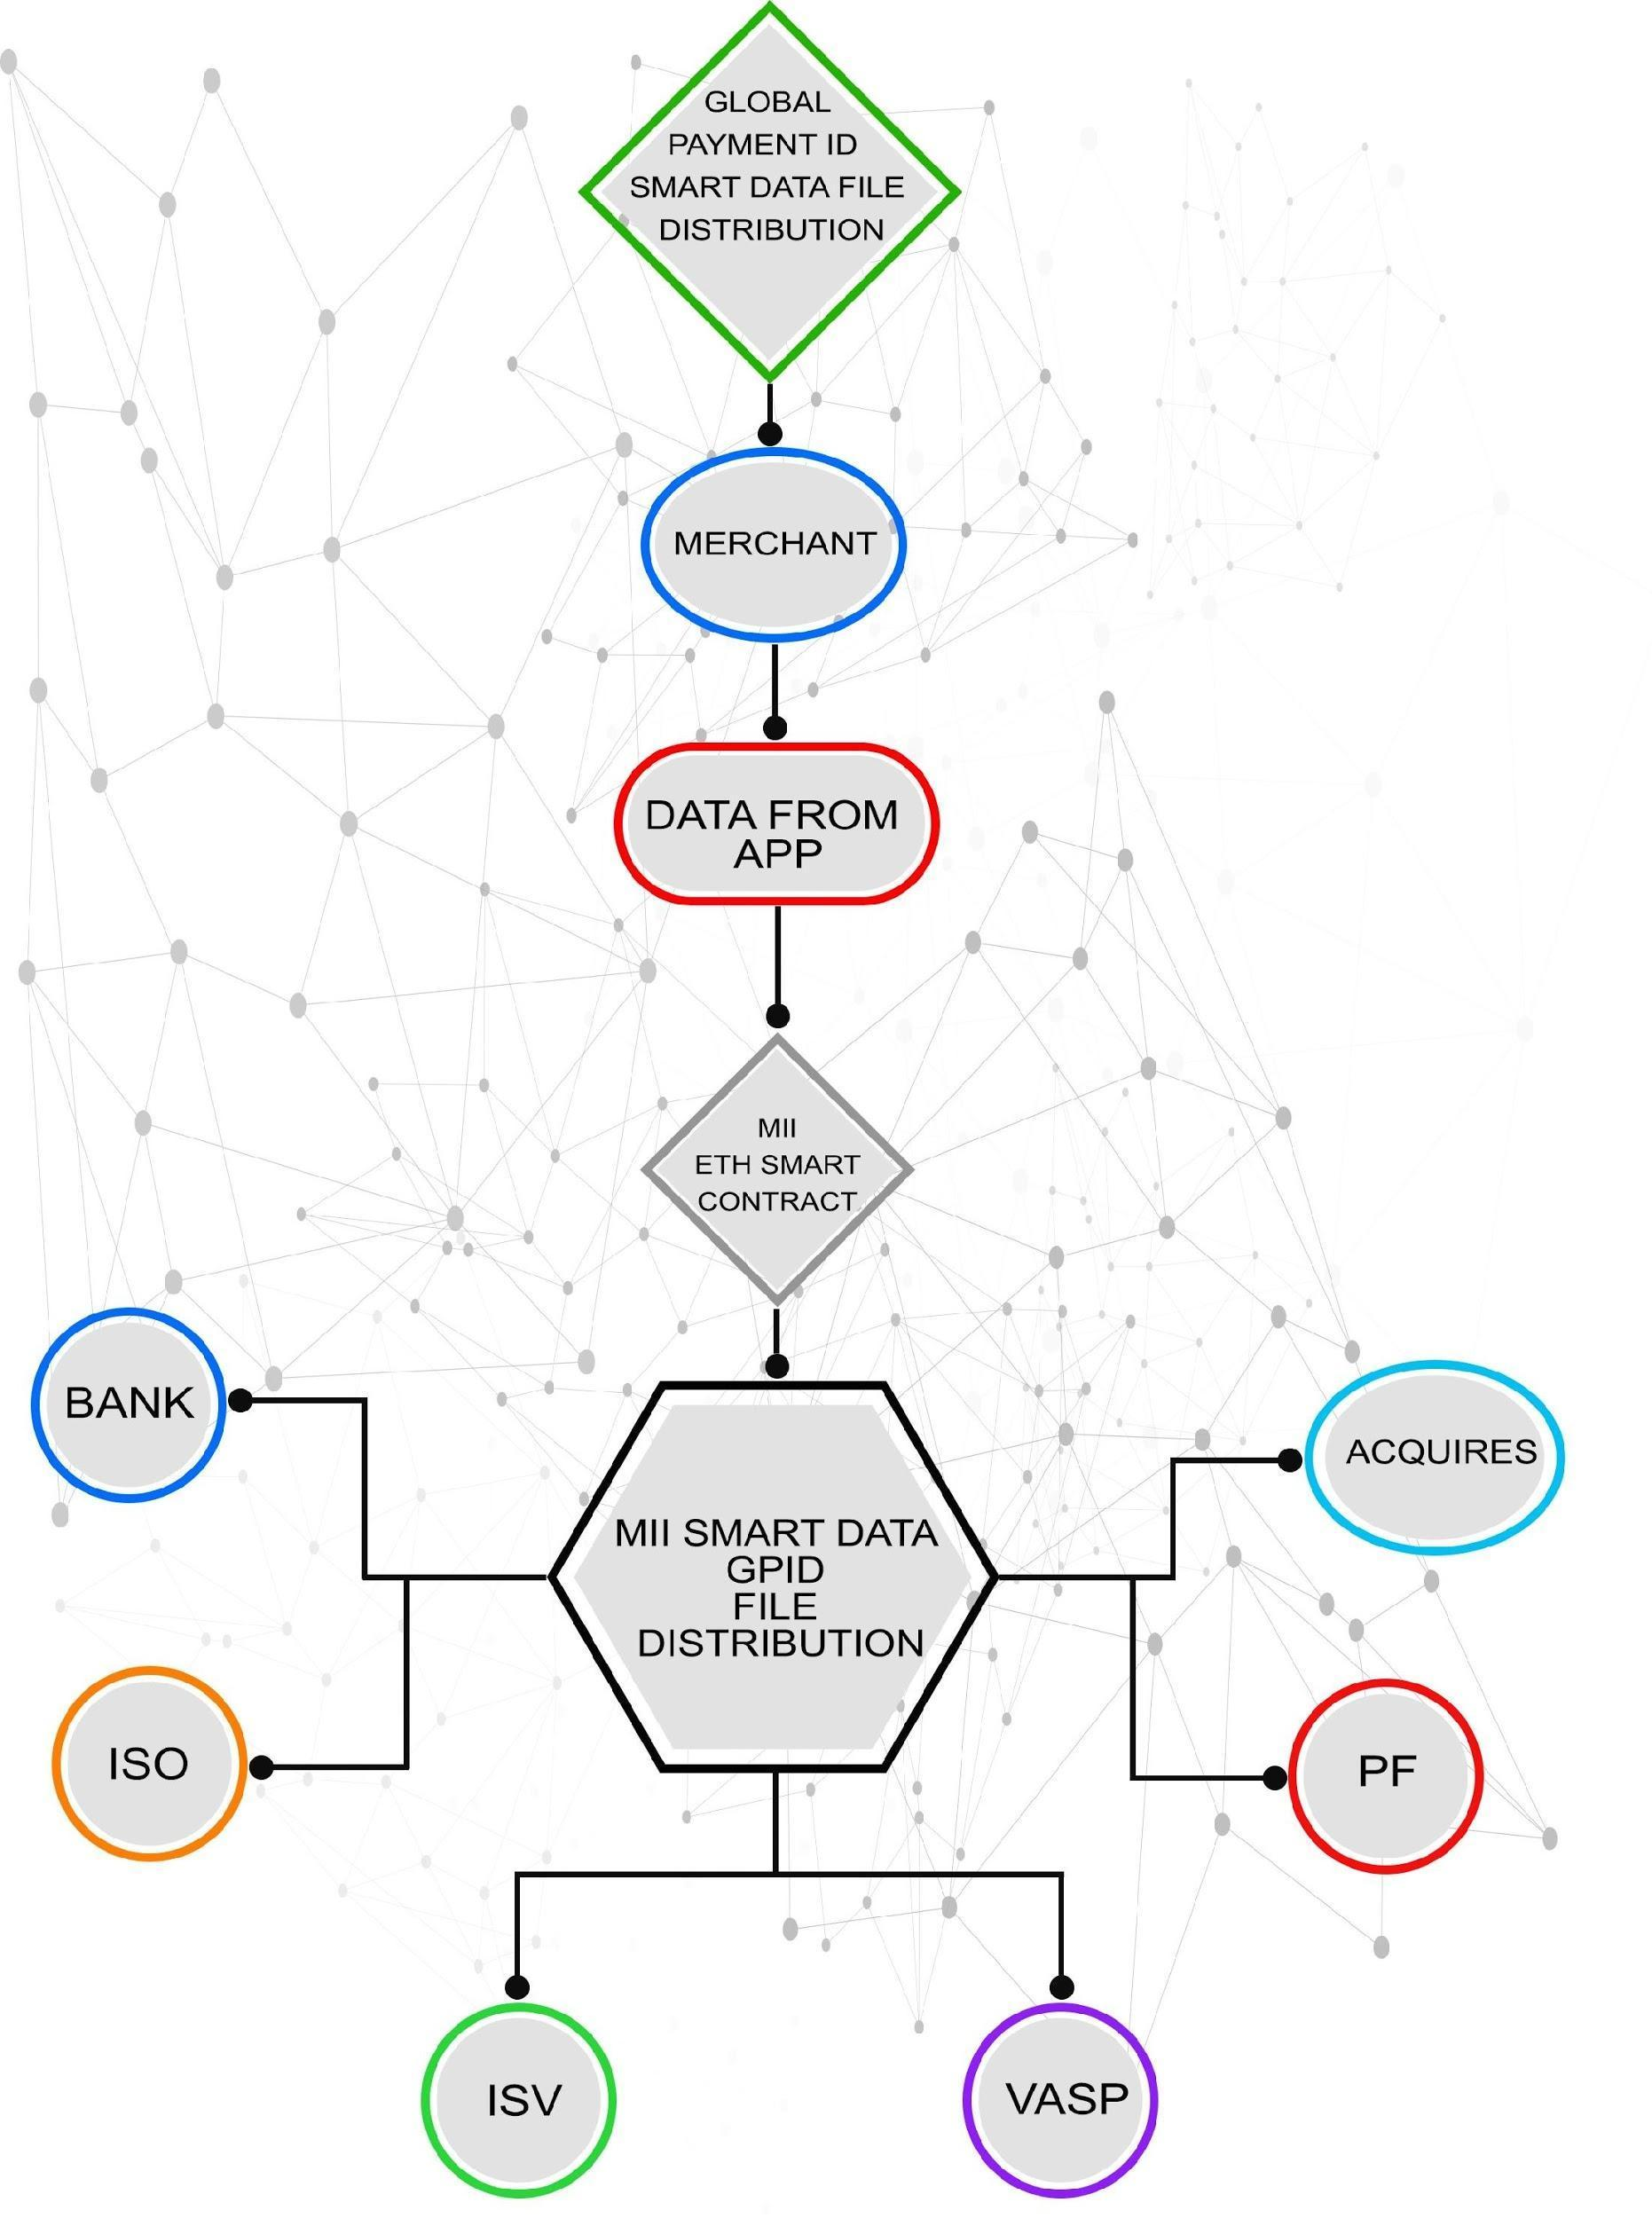 GLOBAL
PAYMENT ID
SMART DATA FILE
DISTRIBUTION
MERCHANT
DATA FROM
APP
MII
ETH SMART
CONTRACT
BANK
ACQUIRES
MII SMART DATA
GPID
FILE
DISTRIBUTION
ISO
PF
ISV
VASP